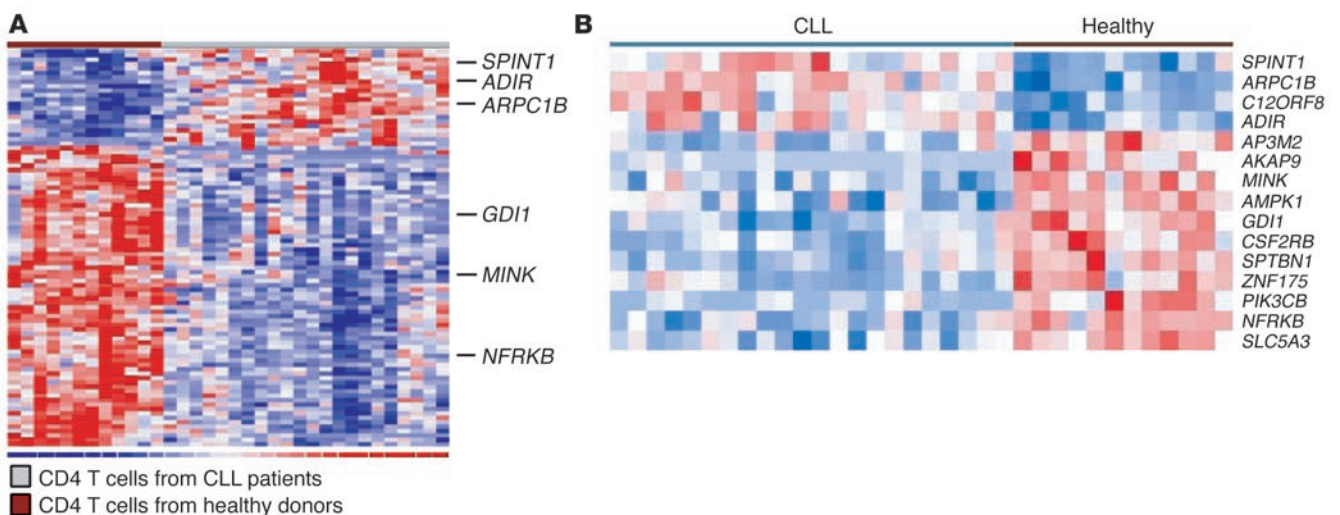 A
SPINT1
ADIR
ARPC1B
GDI1
MINK
NFRKB
CD4 T cells from CLL patients
CD4 T cells from healthy donors
B
CLL Healthy
SPINT1
ARPC1B
C12ORF8
ADIR
AP3M2
AKAP9
MINK
AMPK1
GDI1
CSF2RB
SPTBN1
ZNF175
PIK3CB
NFRKB
SLC5A3